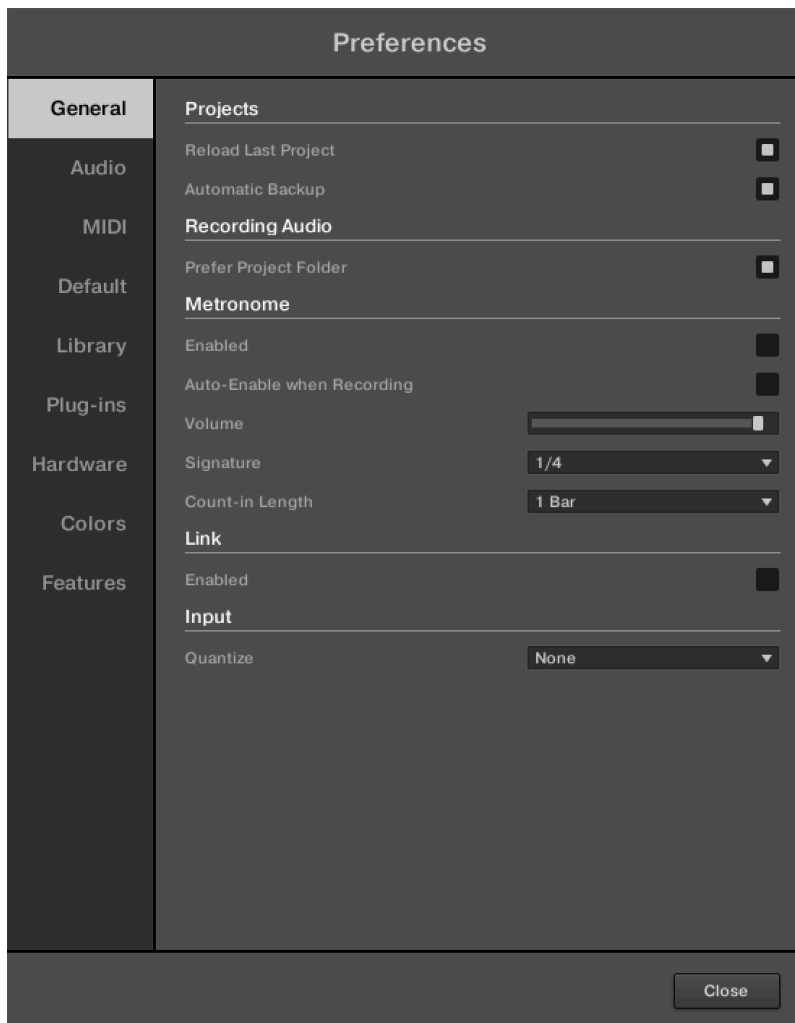 Preferences
General
Audio
MIDI
Default
Library
Plug-ins
Hardware
Colors
Features
Projects
Reload Last Project
Automatic Backup
Recording Audio
Prefer Project Folder
Metronome
Enabled
Auto-Enable when Recording
Volume
Signature 1/4
Count-in Length 1 Bar
Link
Enabled
Input
Quantize None
Close